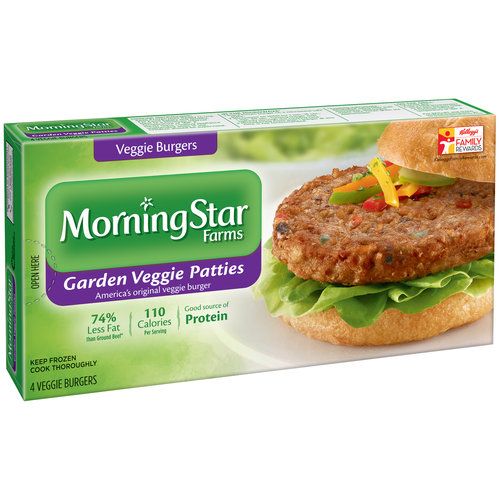 Veggie Burgers
Kellogg's
FAMILY
REWARDS
MorningStar
Farms
Garden Veggie Patties
America's original veggie burger
74%
Less Fat
Than Ground Beef*
110
Calories
Per Serving
Good source of
Protein
OPEN HERE
KEEP FROZEN
COOK THOROUGHLY
4 VEGGIE BURGERS
MorningStar Farms
Garden Veggie Patties